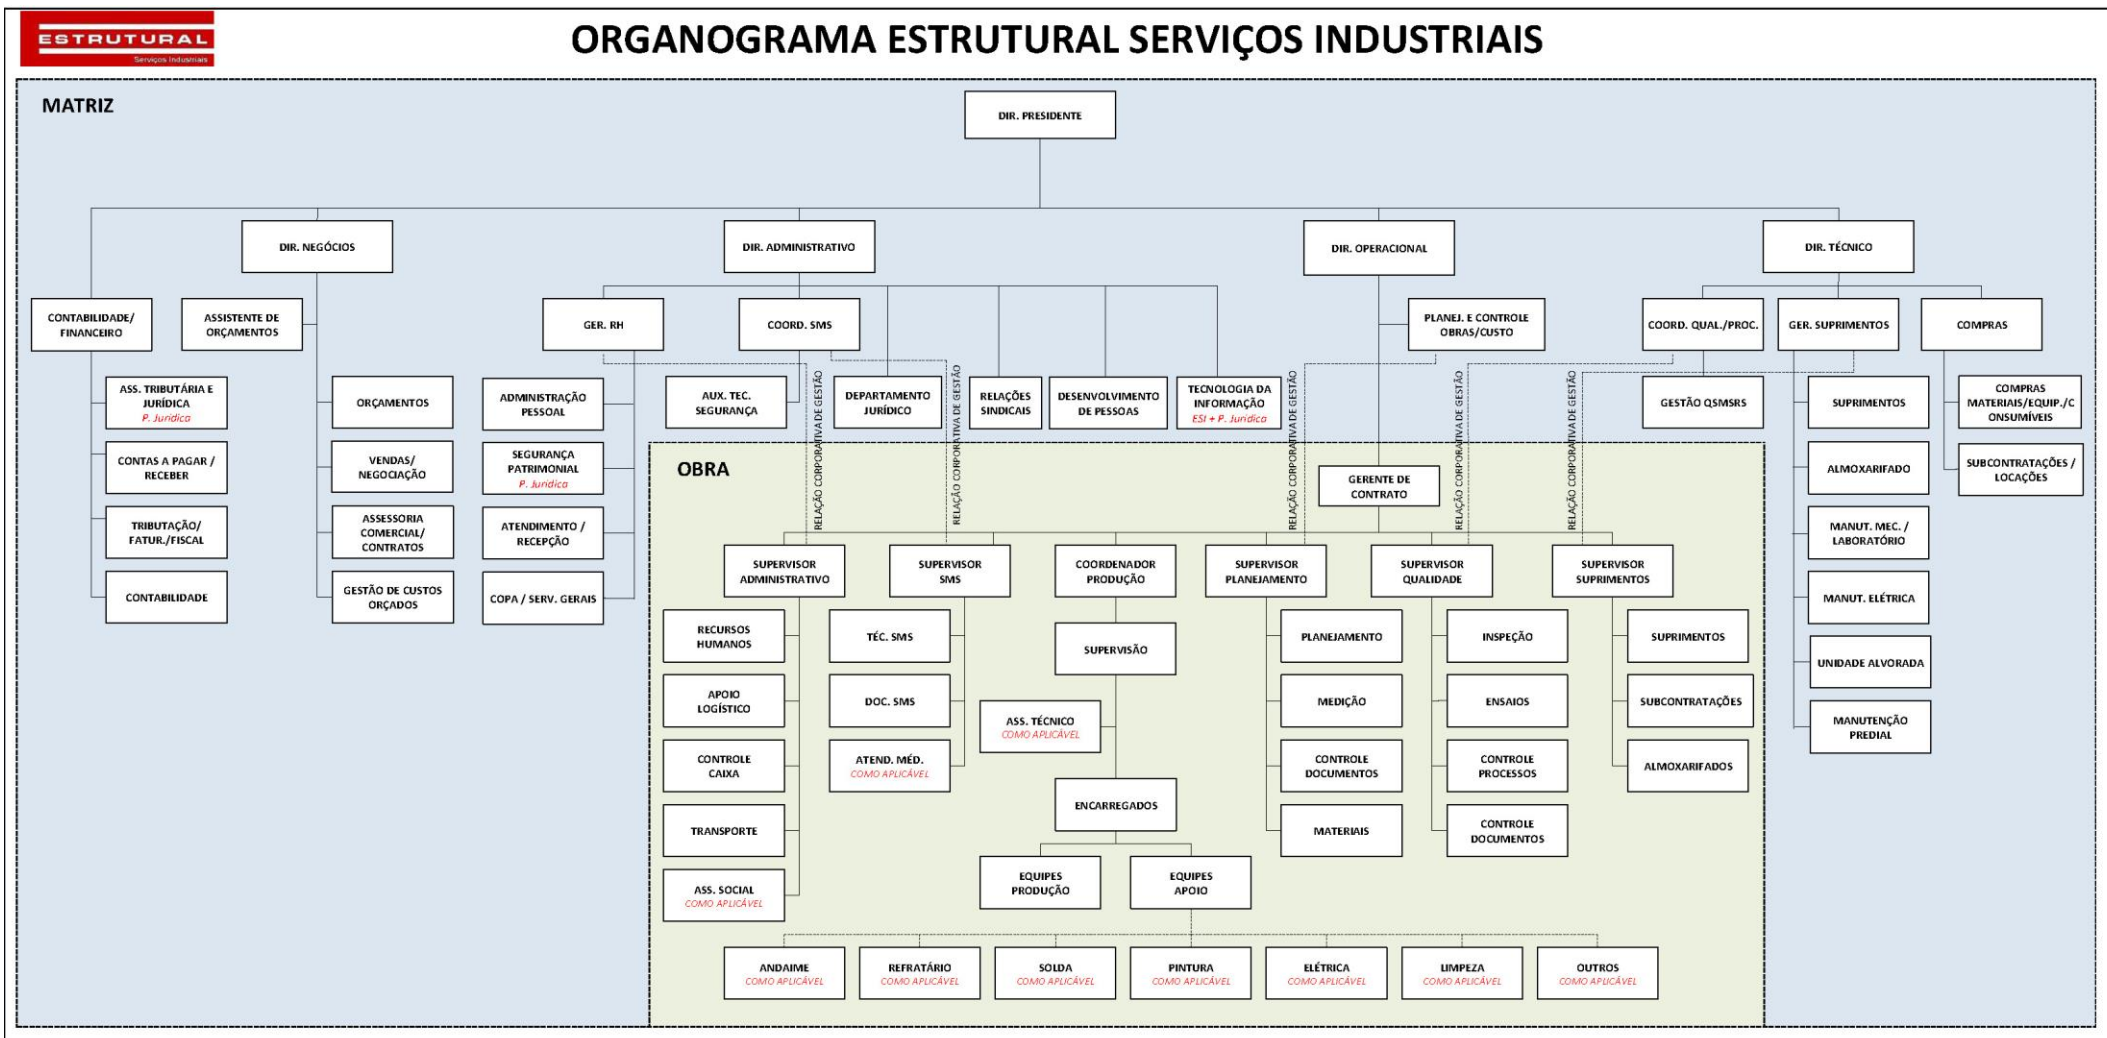 ESTRUTURAL
Serviços Industriais
ORGANOGRAMA ESTRUTURAL SERVIÇOS INDUSTRIAIS
MATRIZ
DIR. PRESIDENTE
DIR. NEGÓCIOS
DIR. ADMINISTRATIVO
DIR. OPERACIONAL
DIR. TÉCNICO
CONTABILIDADE/
FINANCEIRO
ASSISTENTE DE
ORÇAMENTOS
GER. RH
COORD. SMS
PLANEJ. E CONTROLE
OBRAS/CUSTO
COORD. QUAL./PROC.
GER. SUPRIMENTOS
COMPRAS
ASS. TRIBUTÁRIA E
JURÍDICA
P. Jurídica
CONTAS A PAGAR /
RECEBER
TRIBUTAÇÃO/
FATUR./FISCAL
CONTABILIDADE
ORÇAMENTOS
VENDAS/
NEGOCIAÇÃO
ASSESSORIA
COMERCIAL/
CONTRATOS
GESTÃO DE CUSTOS
ORÇADOS
ADMINISTRAÇÃO
PESSOAL
SEGURANÇA
PATRIMONIAL
P. Jurídica
ATENDIMENTO /
RECEPÇÃO
COPA / SERV. GERAIS
AUX. TEC.
SEGURANÇA
DEPARTAMENTO
JURÍDICO
RELAÇÕES
SINDICAIS
DESENVOLVIMENTO
DE PESSOAS
TECNOLOGIA DA
INFORMAÇÃO
ESI + P. Jurídica
RELAÇÃO CORPORATIVA DE GESTÃO
RELAÇÃO CORPORATIVA DE GESTÃO
RELAÇÃO CORPORATIVA DE GESTÃO
RELAÇÃO CORPORATIVA DE GESTÃO
RELAÇÃO CORPORATIVA DE GESTÃO
GESTÃO QSMSRS
SUPRIMENTOS
ALMOXARIFADO
MANUT. MEC. /
LABORATÓRIO
MANUT. ELÉTRICA
UNIDADE ALVORADA
MANUTENÇÃO
PREDIAL
COMPRAS
MATERIAIS/EQUIP./C
ONSUMÍVEIS
SUBCONTRATAÇÕES /
LOCAÇÕES
OBRA
GERENTE DE
CONTRATO
SUPERVISOR
ADMINISTRATIVO
SUPERVISOR
SMS
COORDENADOR
PRODUÇÃO
SUPERVISOR
PLANEJAMENTO
SUPERVISOR
QUALIDADE
SUPERVISOR
SUPRIMENTOS
RECURSOS
HUMANOS
APOIO
LOGÍSTICO
CONTROLE
CAIXA
TRANSPORTE
ASS. SOCIAL
COMO APLICÁVEL
TÉC. SMS
DOC. SMS
ATEND. MÉD.
COMO APLICÁVEL
SUPERVISÃO
ASS. TÉCNICO
COMO APLICÁVEL
ENCARREGADOS
EQUIPES
PRODUÇÃO
EQUIPES
APOIO
PLANEJAMENTO
MEDIÇÃO
CONTROLE
DOCUMENTOS
MATERIAIS
INSPEÇÃO
ENSAIOS
CONTROLE
PROCESSOS
CONTROLE
DOCUMENTOS
SUPRIMENTOS
SUBCONTRATAÇÕES
ALMOXARIFADOS
ANDAIME
COMO APLICÁVEL
REFRATÁRIO
COMO APLICÁVEL
SOLDA
COMO APLICÁVEL
PINTURA
COMO APLICÁVEL
ELÉTRICA
COMO APLICÁVEL
LIMPEZA
COMO APLICÁVEL
OUTROS
COMO APLICÁVEL